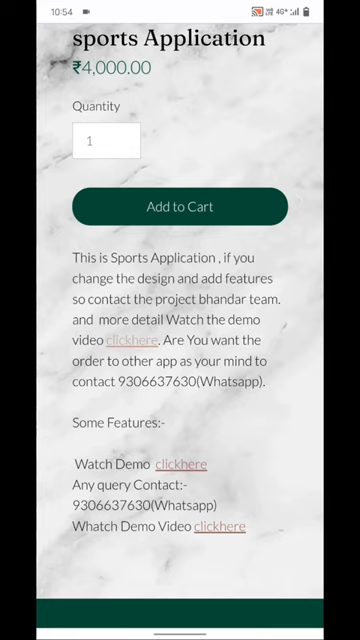 10:54
4G+
sports Application
₹4,000.00
Quantity
1
Add to Cart
This is Sports Application , if you
change the design and add features
so contact the project bhandar team.
and more detail Watch the demo
video clickhere. Are You want the
order to other app as your mind to
contact 9306637630(Whatsapp).
Some Features:-
Watch Demo clickhere
Any query Contact:-
9306637630(Whatsapp)
Whatch Demo Video clickhere